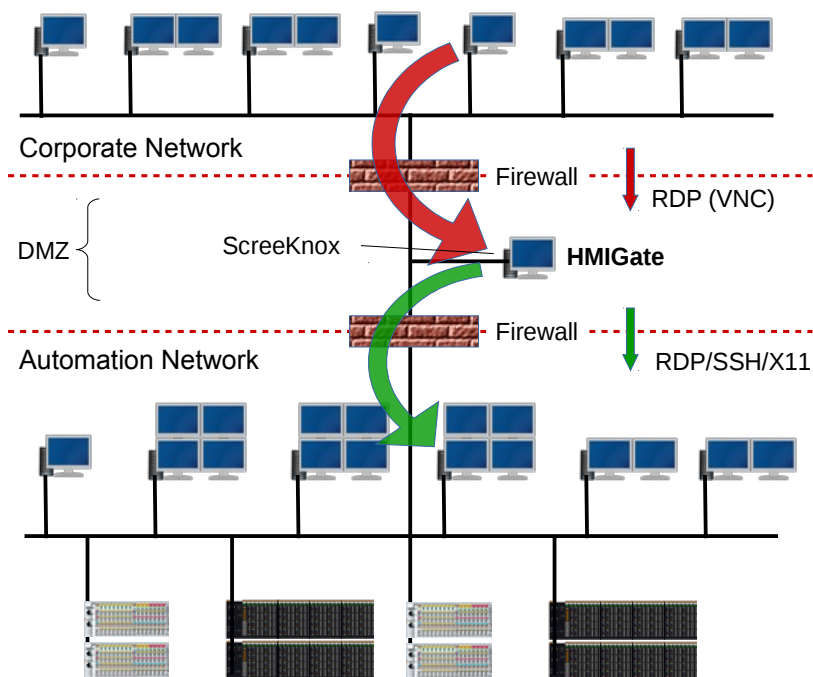 Corporate Network
Firewall
RDP (VNC)
DMZ
ScreeKnox
HMIGate
Firewall
Automation Network
RDP/SSH/X11